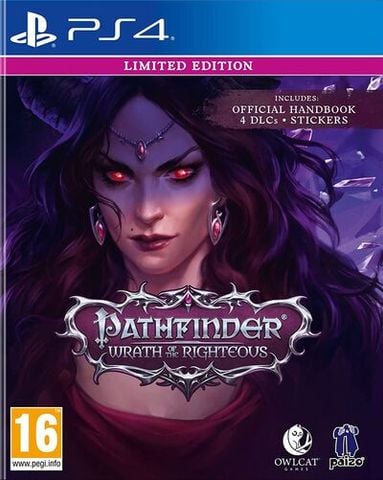 PS4
LIMITED EDITION
INCLUDES:
OFFICIAL HANDBOOK
4 DLCs • STICKERS
PATHFINDER
WRATH OF THE RIGHTEOUS
16
www.pegi.info
OWLCAT
GAMES
paizo